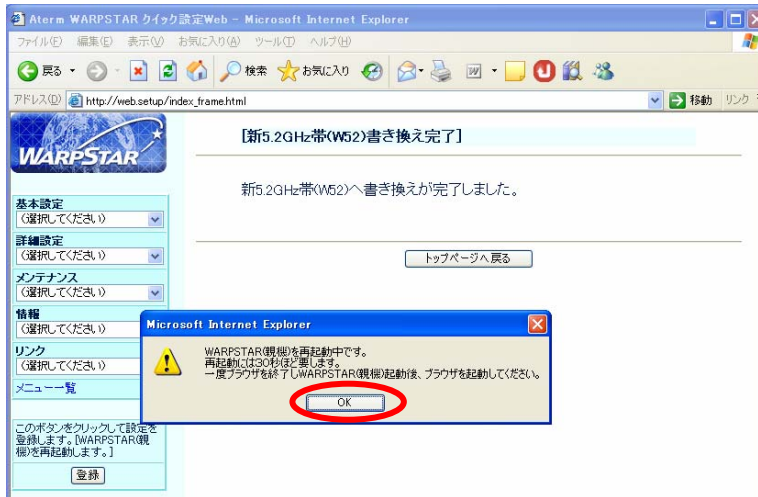 Aterm WARPSTAR クイック設定Web - Microsoft Internet Explorer
ファイル(F) 編集(E) 表示(V) お気に入り(A) ツール(T) ヘルプ(H)
戻る 検索 お気に入り
アドレス(D) http://web.setup/index_frame.html 移動 リンク
WARPSTAR
[新5.2GHz帯(W52)書き換え完了]
新5.2GHz帯(W52)へ書き換えが完了しました。
トップページへ戻る
基本設定
(選択してください)
詳細設定
(選択してください)
メンテナンス
(選択してください)
情報
(選択してください)
リンク
(選択してください)
メニュー一覧
このボタンをクリックして設定を
登録します。[WARPSTAR(親
機)を再起動します。]
登録
Microsoft Internet Explorer
WARPSTAR(親機)を再起動中です。
再起動には30秒ほど要します。
一度ブラウザを終了しWARPSTAR(親機)起動後、ブラウザを起動してください。
OK